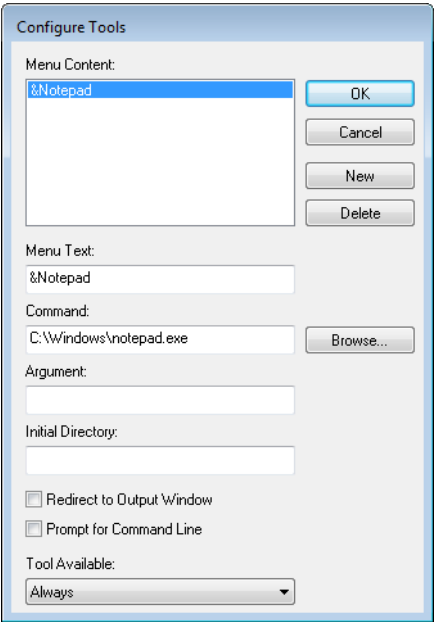 Configure Tools
Menu Content:
&Notepad
OK
Cancel
New
Delete
Menu Text:
&Notepad
Command:
C:\Windows\notepad.exe
Browse...
Argument:
Initial Directory:
Redirect to Output Window
Prompt for Command Line
Tool Available:
Always